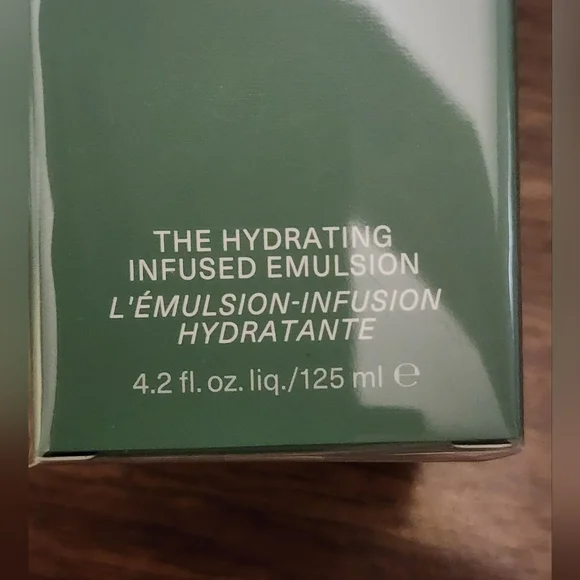 THE HYDRATING
INFUSED EMULSION
L'ÉMULSION-INFUSION
HYDRATANTE
4.2 fl. oz. liq./125 ml ℮